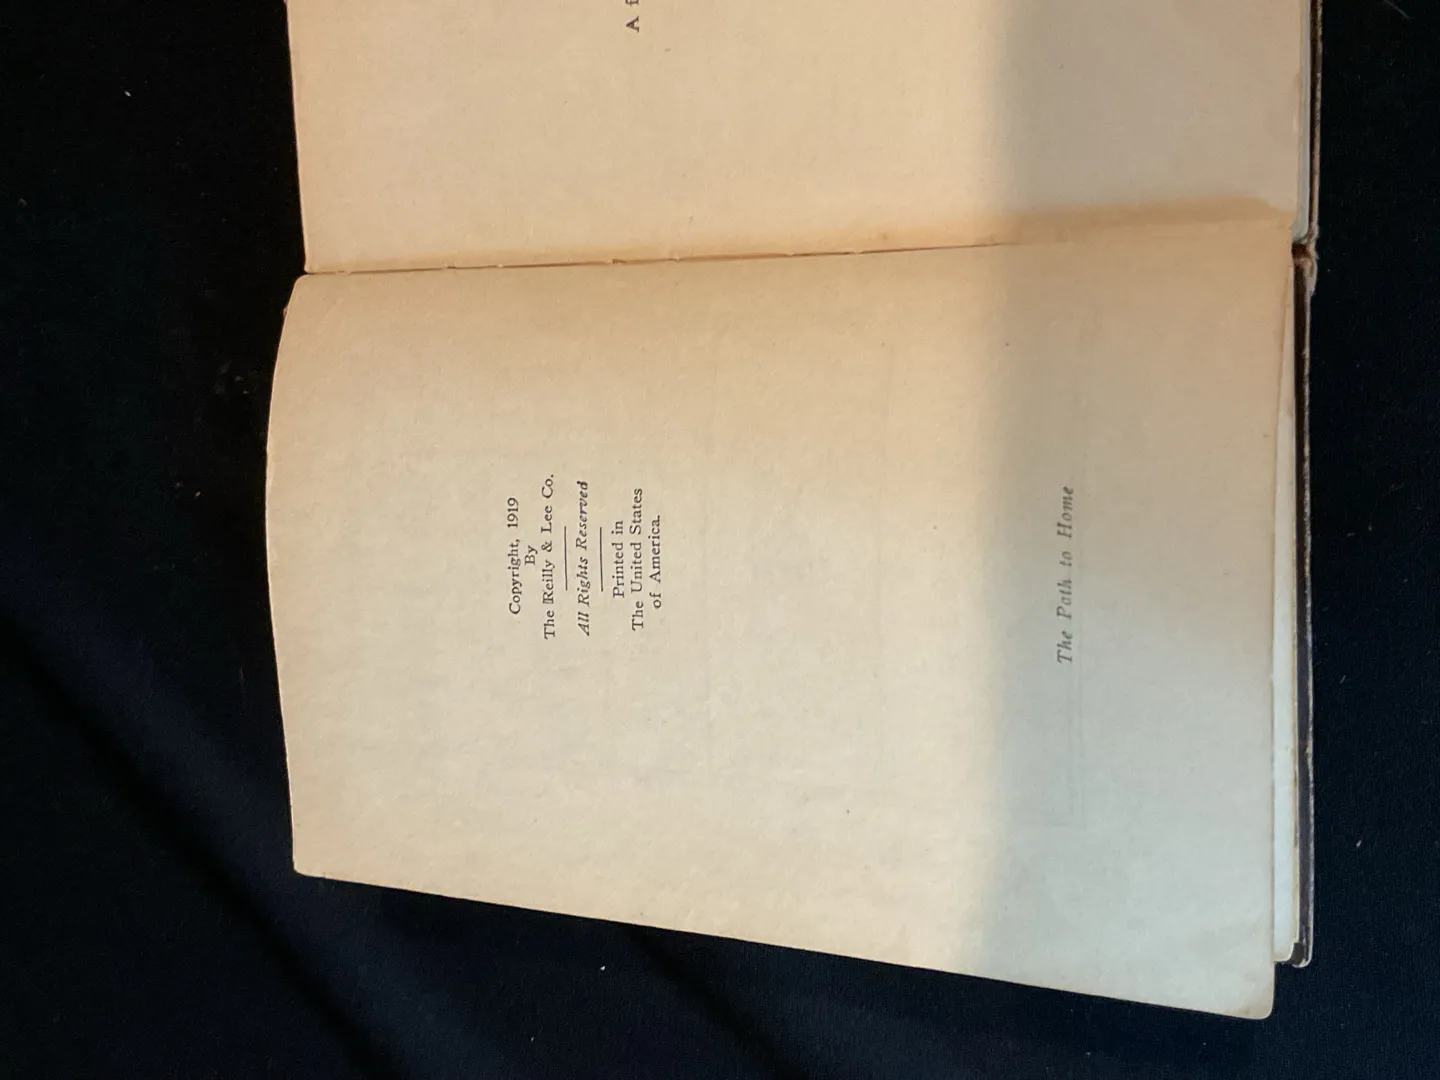 Copyright, 1919
By
The Reilly & Lee Co.
All Rights Reserved
Printed in
The United States
of America.
The Path to Home
A f